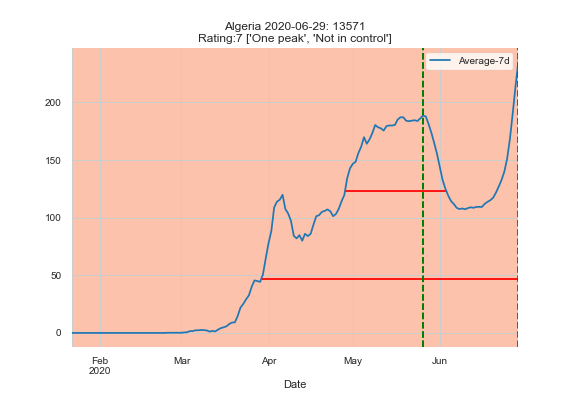 Algeria 2020-06-29: 13571
Rating:7 ['One peak', 'Not in control']
Average-7d
200
150
100
50
0
Feb
2020
Mar
Apr
May
Jun
Date